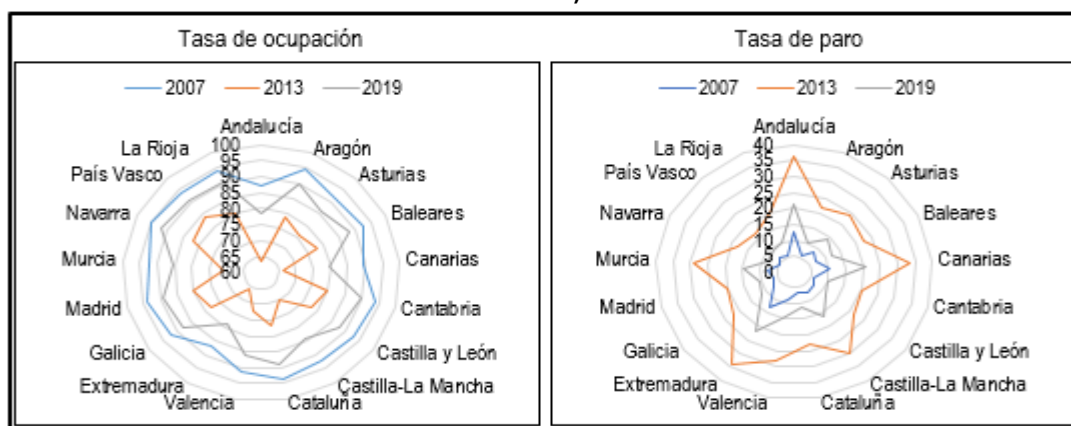 Tasa de ocupación
2007 2013 2019
Andalucía
Aragón
Asturias
Baleares
Canarias
Cantabria
Castilla y León
Castilla-La Mancha
Cataluña
Valencia
Extremadura
Galicia
Madrid
Murcia
Navarra
País Vasco
La Rioja
100
95
90
85
80
75
70
65
60
Tasa de paro
2007 2013 2019
Andalucía
Aragón
Asturias
Baleares
Canarias
Cantabria
Castilla y León
Castilla-La Mancha
Cataluña
Valencia
Extremadura
Galicia
Madrid
Murcia
Navarra
País Vasco
La Rioja
40
35
30
25
20
15
10
5
0